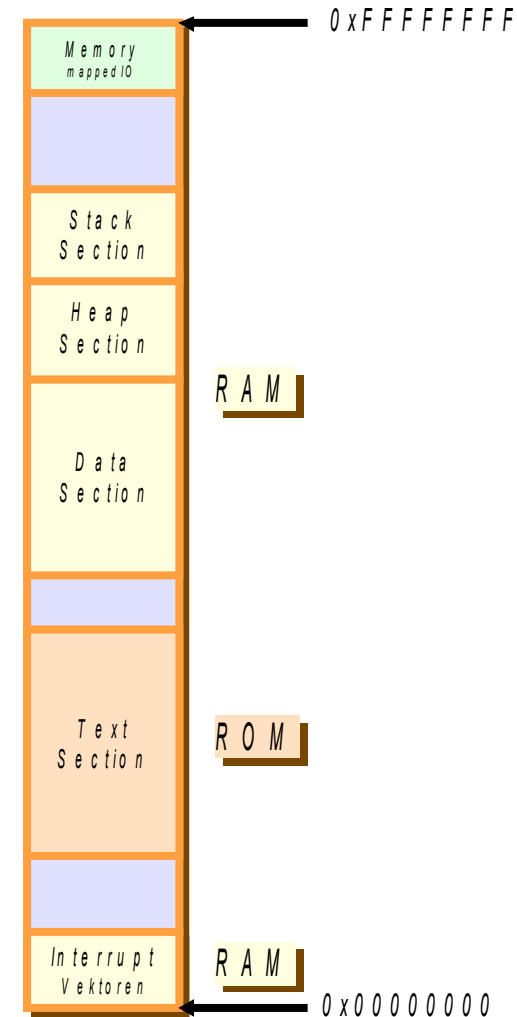 0xFFFFFFFF
Memory
mapped IO
Stack
Section
Heap
Section
RAM
Data
Section
Text
Section
ROM
Interrupt
Vektoren
RAM
0x00000000